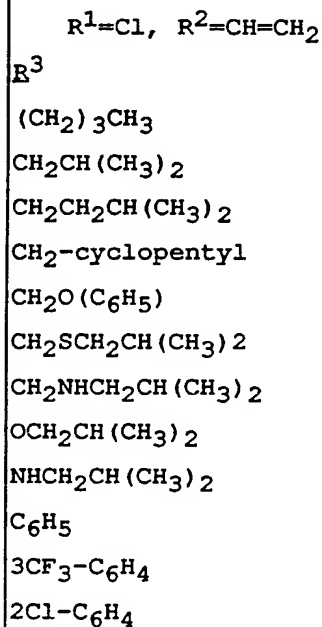 R1=Cl, R2=CH=CH2
R3
(CH2)3CH3
CH2CH(CH3)2
CH2CH2CH(CH3)2
CH2-cyclopentyl
CH2O(C6H5)
CH2SCH2CH(CH3)2
CH2NHCH2CH(CH3)2
OCH2CH(CH3)2
NHCH2CH(CH3)2
C6H5
3CF3-C6H4
2Cl-C6H4